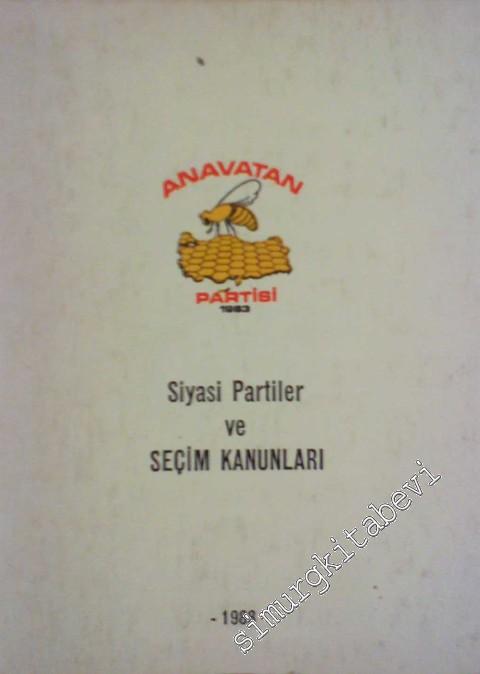 ANAVATAN
PARTİSİ
1983
Siyasi Partiler
ve
SEÇİM KANUNLARI
simurgkitabevi